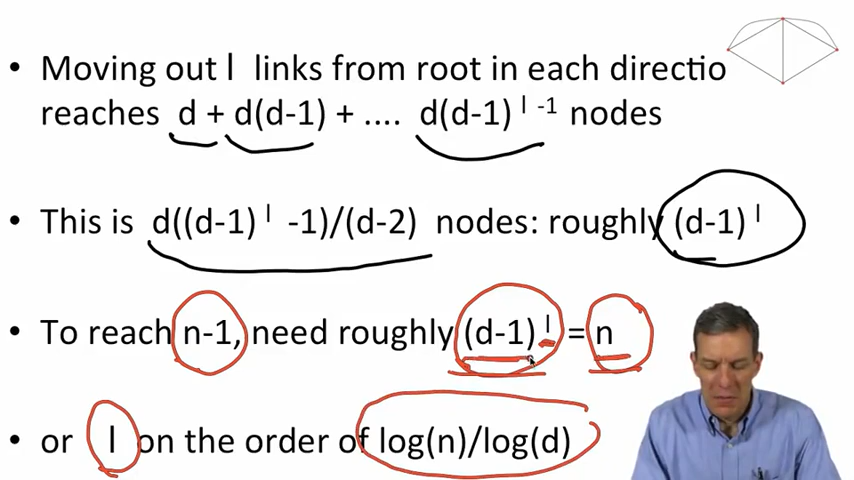 • Moving out l links from root in each directio
reaches d + d(d-1) + .... d(d-1) l -1 nodes
• This is d((d-1) l -1)/(d-2) nodes: roughly (d-1) l
• To reach n-1, need roughly (d-1) l = n
• or l on the order of log(n)/log(d)